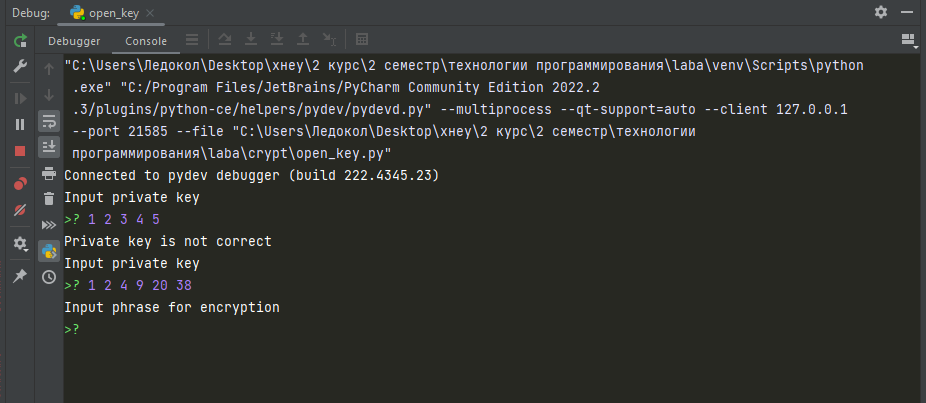 Debug: open_key
Debugger Console
"C:\Users\Ледокол\Desktop\хнеу\2 курс\2 семестр\технологии программирования\laba\venv\Scripts\python
.exe" "C:/Program Files/JetBrains/PyCharm Community Edition 2022.2
.3/plugins/python-ce/helpers/pydev/pydevd.py" --multiprocess --qt-support=auto --client 127.0.0.1
--port 21585 --file "C:\Users\Ледокол\Desktop\хнеу\2 курс\2 семестр\технологии
программирования\laba\crypt\open_key.py"
Connected to pydev debugger (build 222.4345.23)
Input private key
>? 1 2 3 4 5
Private key is not correct
Input private key
>? 1 2 4 9 20 38
Input phrase for encryption
>?